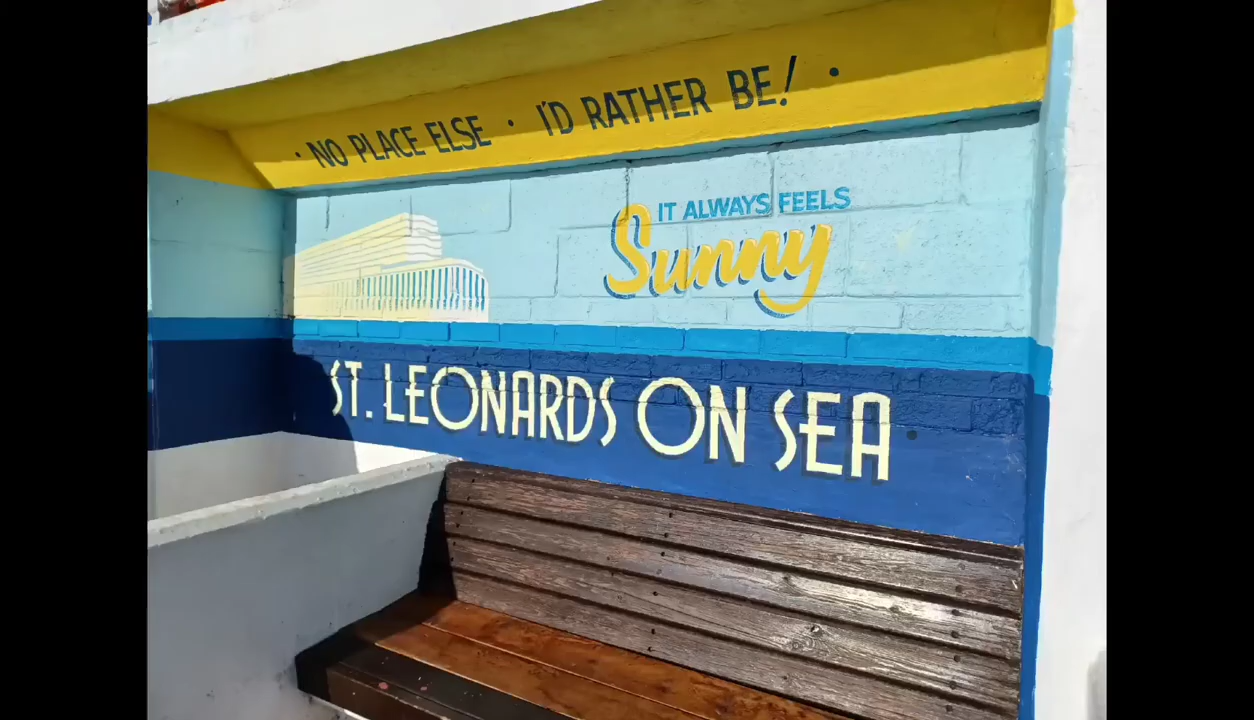 · NO PLACE ELSE · I'D RATHER BE! ·
IT ALWAYS FEELS
Sunny
ST. LEONARDS ON SEA